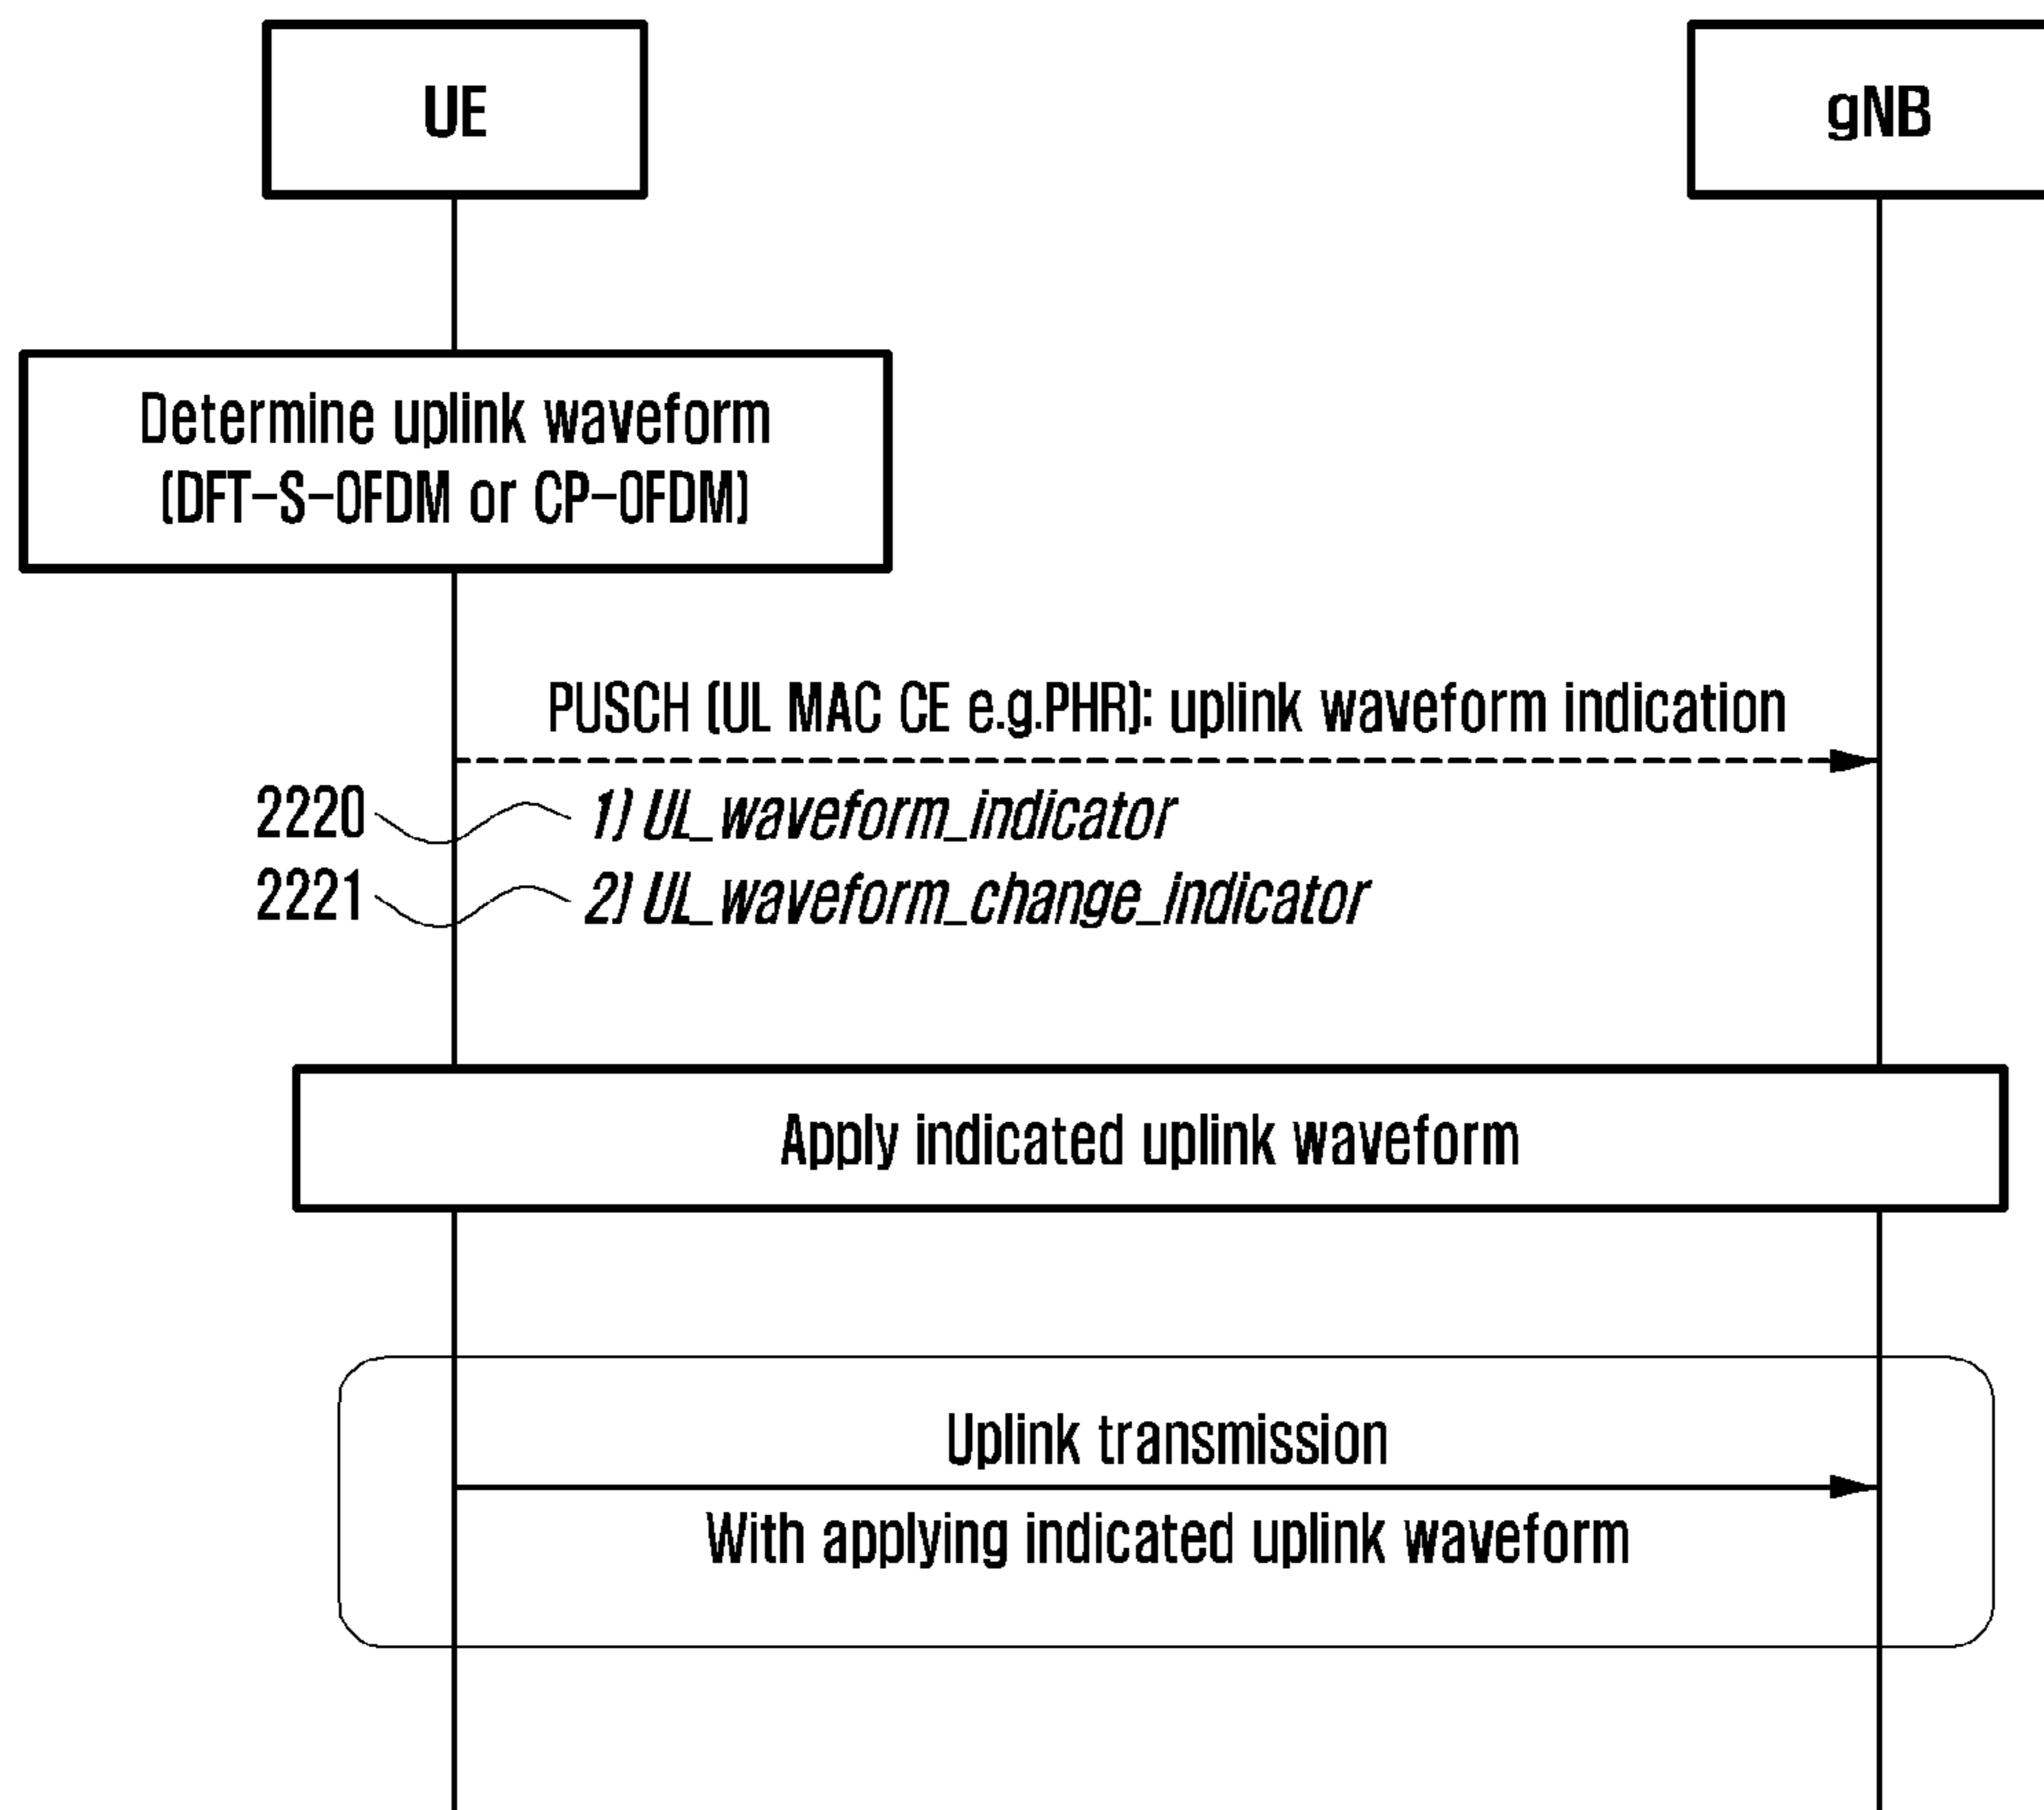 UE
gNB
Determine uplink waveform
(DFT-S-OFDM or CP-OFDM)
PUSCH (UL MAC CE e.g.PHR): uplink waveform indication
2220 1) UL_waveform_indicator
2221 2) UL_waveform_change_indicator
Apply indicated uplink waveform
Uplink transmission
With applying indicated uplink waveform